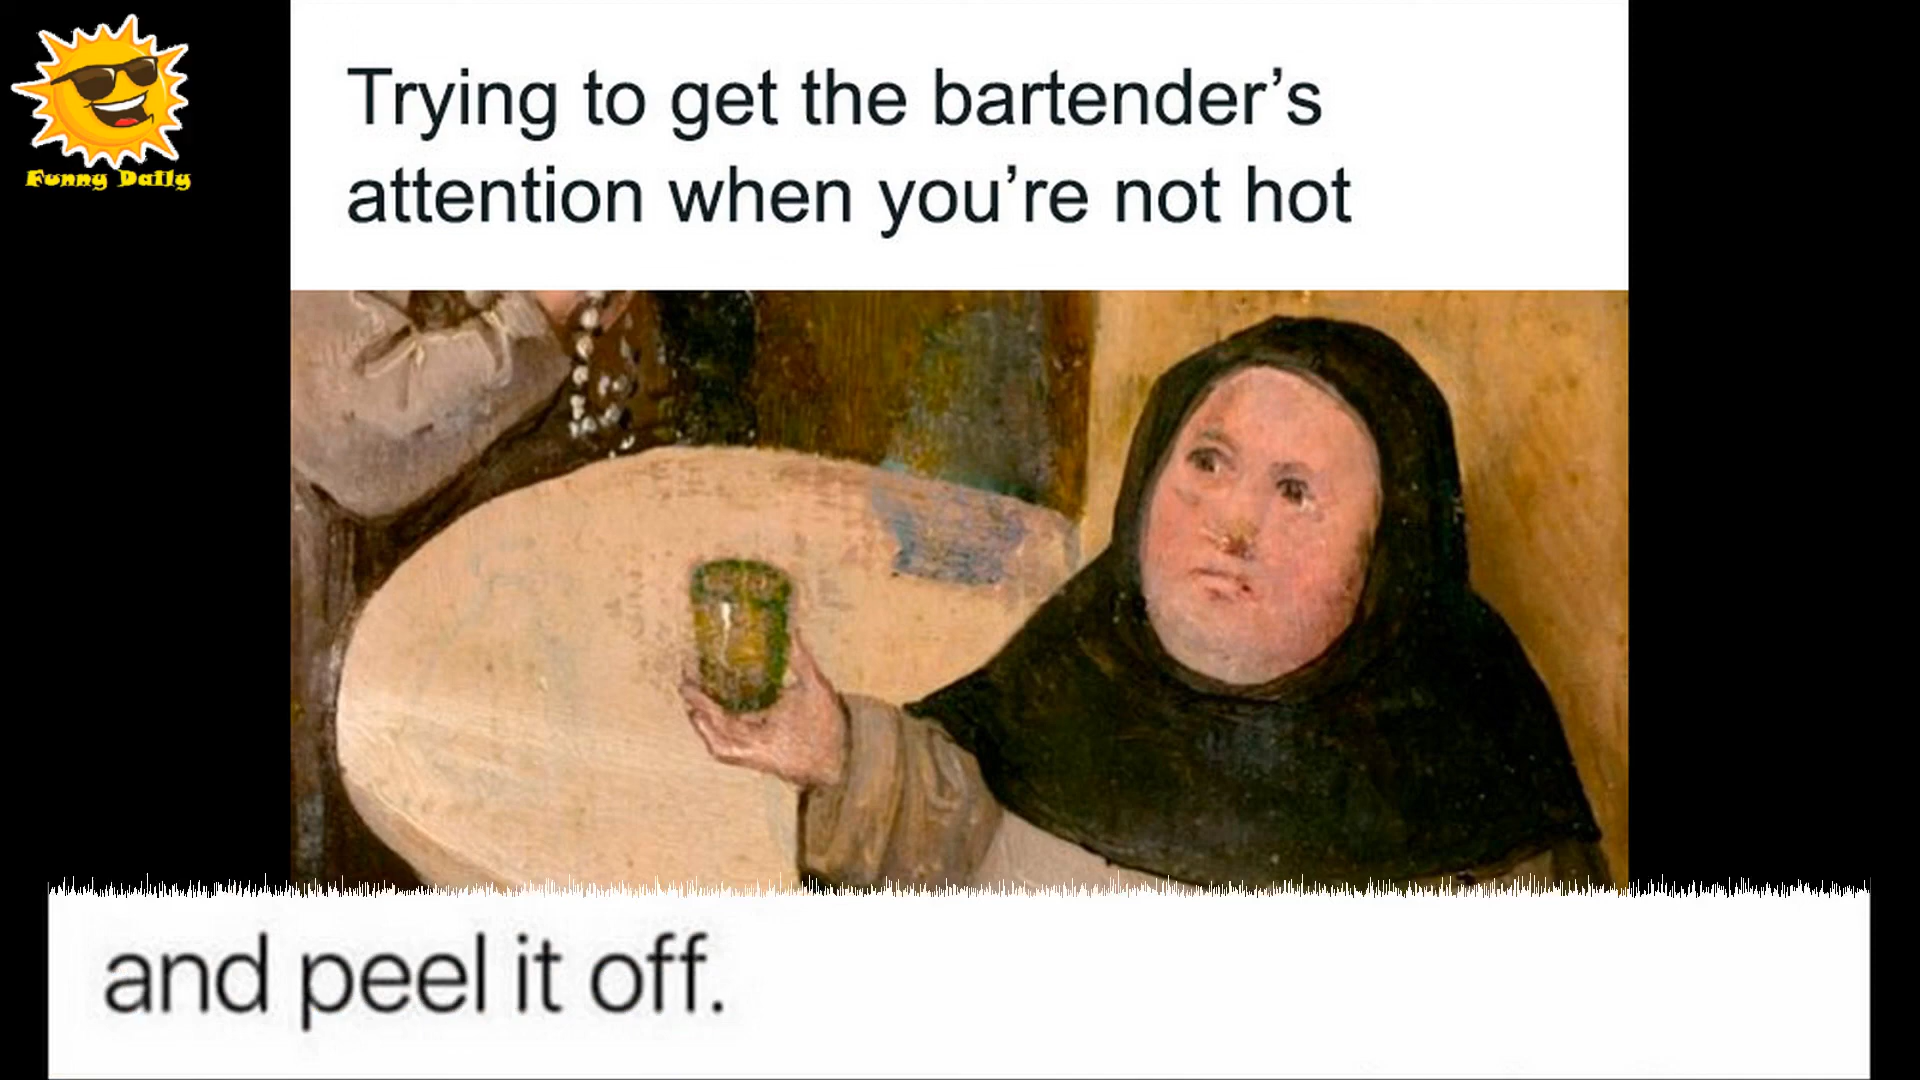 Funny Daily
Trying to get the bartender’s
attention when you’re not hot
and peel it off.